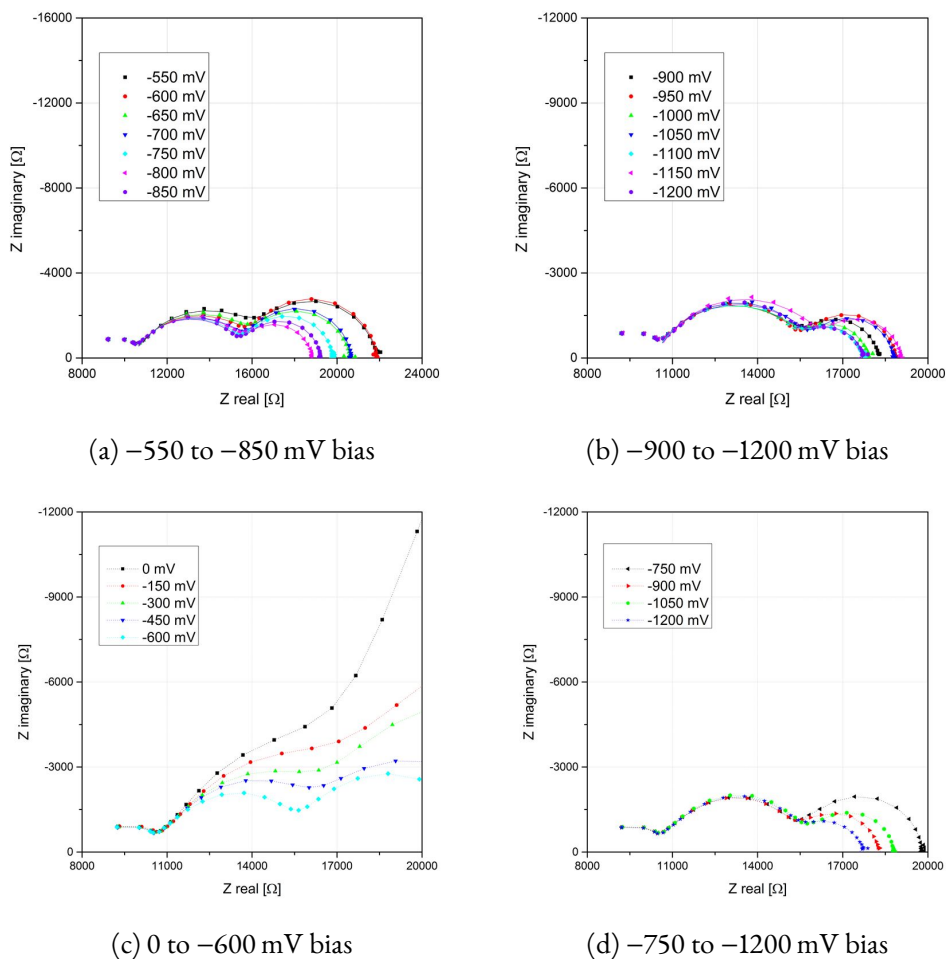 -16000
-12000
-8000
-4000
0
Z imaginary [Ω]
-550 mV
-600 mV
-650 mV
-700 mV
-750 mV
-800 mV
-850 mV
8000 12000 16000 20000 24000
Z real [Ω]
(a) −550 to −850 mV bias
-12000
-9000
-6000
-3000
0
Z imaginary [Ω]
-900 mV
-950 mV
-1000 mV
-1050 mV
-1100 mV
-1150 mV
-1200 mV
8000 11000 14000 17000 20000
Z real [Ω]
(b) −900 to −1200 mV bias
-12000
-9000
-6000
-3000
0
Z imaginary [Ω]
0 mV
-150 mV
-300 mV
-450 mV
-600 mV
8000 11000 14000 17000 20000
Z real [Ω]
(c) 0 to −600 mV bias
-12000
-9000
-6000
-3000
0
Z imaginary [Ω]
-750 mV
-900 mV
-1050 mV
-1200 mV
8000 11000 14000 17000 20000
Z real [Ω]
(d) −750 to −1200 mV bias